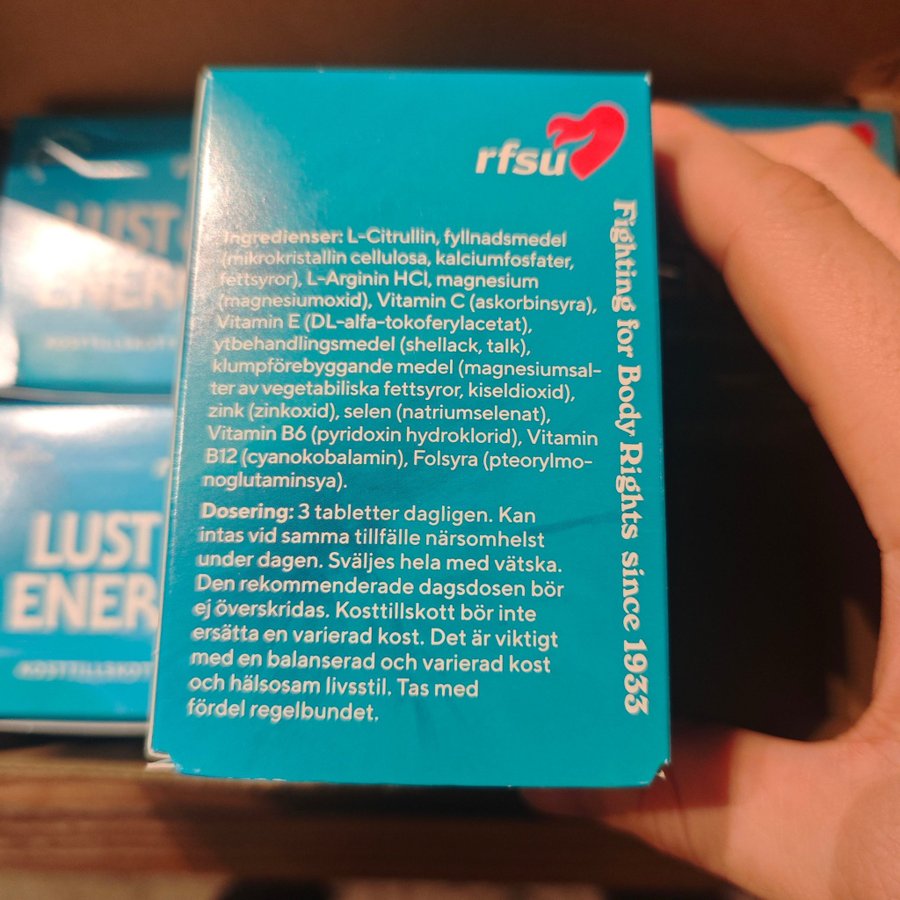 rfsu
Ingredienser: L-Citrullin, fyllnadsmedel
(mikrokristallin cellulosa, kalciumfosfater,
fettsyror), L-Arginin HCl, magnesium
(magnesiumoxid), Vitamin C (askorbinsyra),
Vitamin E (DL-alfa-tokoferylacetat),
ytbehandlingsmedel (shellack, talk),
klumpförebyggande medel (magnesiumsal-
ter av vegetabiliska fettsyror, kiseldioxid),
zink (zinkoxid), selen (natriumselenat),
Vitamin B6 (pyridoxin hydroklorid), Vitamin
B12 (cyanokobalamin), Folsyra (pteorylmo-
noglutaminsya).
Dosering: 3 tabletter dagligen. Kan
intas vid samma tillfälle närsomhelst
under dagen. Sväljes hela med vätska.
Den rekommenderade dagsdosen bör
ej överskridas. Kosttillskott bör inte
ersätta en varierad kost. Det är viktigt
med en balanserad och varierad kost
och hälsosam livsstil. Tas med
fördel regelbundet.
Fighting for Body Rights since 1933
LUST
ENER
KOSTTILLSKOTT
LUST
ENER
KOSTTILLSKOT